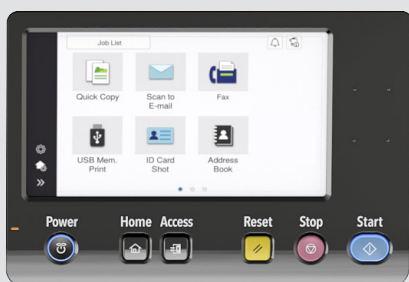 Job List
Quick Copy
Scan to
E-mail
Fax
USB Mem.
Print
ID Card
Shot
Address
Book
Power
Home
Access
Reset
Stop
Start